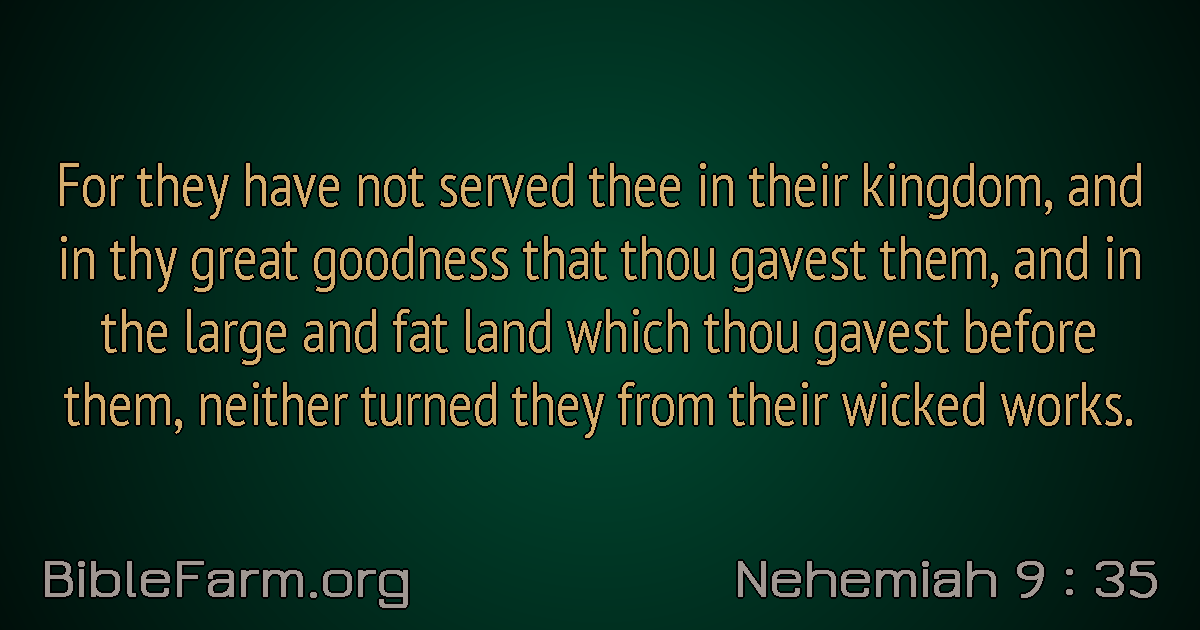 For they have not served thee in their kingdom, and
in thy great goodness that thou gavest them, and in
the large and fat land which thou gavest before
them, neither turned they from their wicked works.
BibleFarm.org
Nehemiah 9 : 35